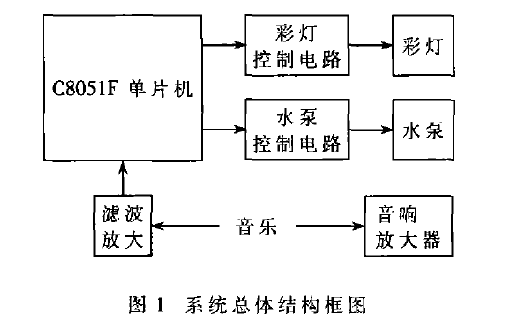 C8051F 单片机
彩灯
控制电路
彩灯
水泵
控制电路
水泵
滤波
放大
音乐
音响
放大器
图 1 系统总体结构框图